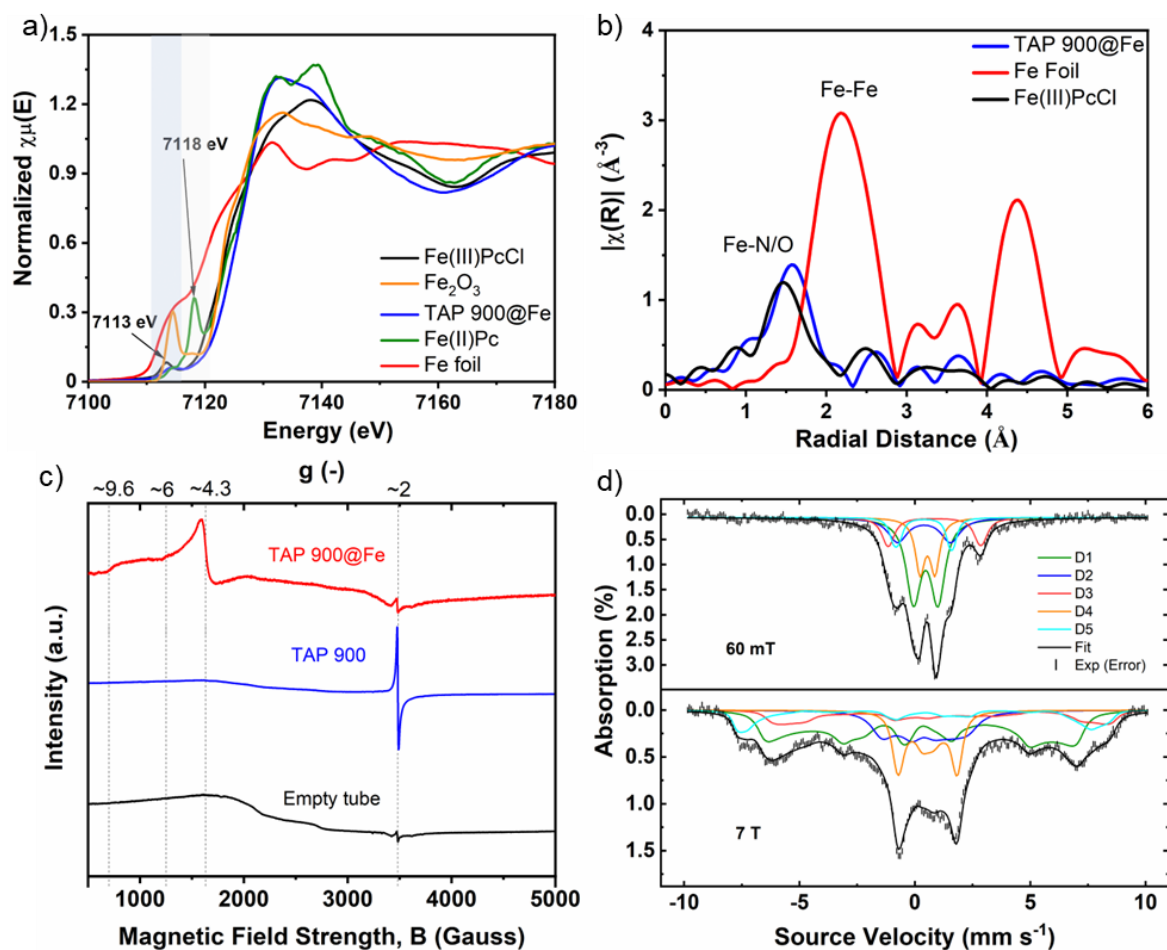 a)
1.5
1.2
0.9
0.6
0.3
0
Normalized χμ(E)
7118 eV
7113 eV
Fe(III)PcCl
Fe₂O₃
TAP 900@Fe
Fe(II)Pc
Fe foil
7100 7120 7140 7160 7180
Energy (eV)
b)
4
3
2
1
0
|χ(R)| (Å⁻³)
TAP 900@Fe
Fe Foil
Fe(III)PcCl
Fe-Fe
Fe-N/O
0 1 2 3 4 5 6
Radial Distance (Å)
c)
g (-)
~9.6 ~6 ~4.3 ~2
Intensity (a.u.)
TAP 900@Fe
TAP 900
Empty tube
1000 2000 3000 4000 5000
Magnetic Field Strength, B (Gauss)
d)
0.0
0.5
1.0
1.5
2.0
2.5
3.0
D1
D2
D3
D4
D5
Fit
I Exp (Error)
60 mT
Absorption (%)
0.0
0.5
1.0
1.5
7 T
-10 -5 0 5 10
Source Velocity (mm s⁻¹)